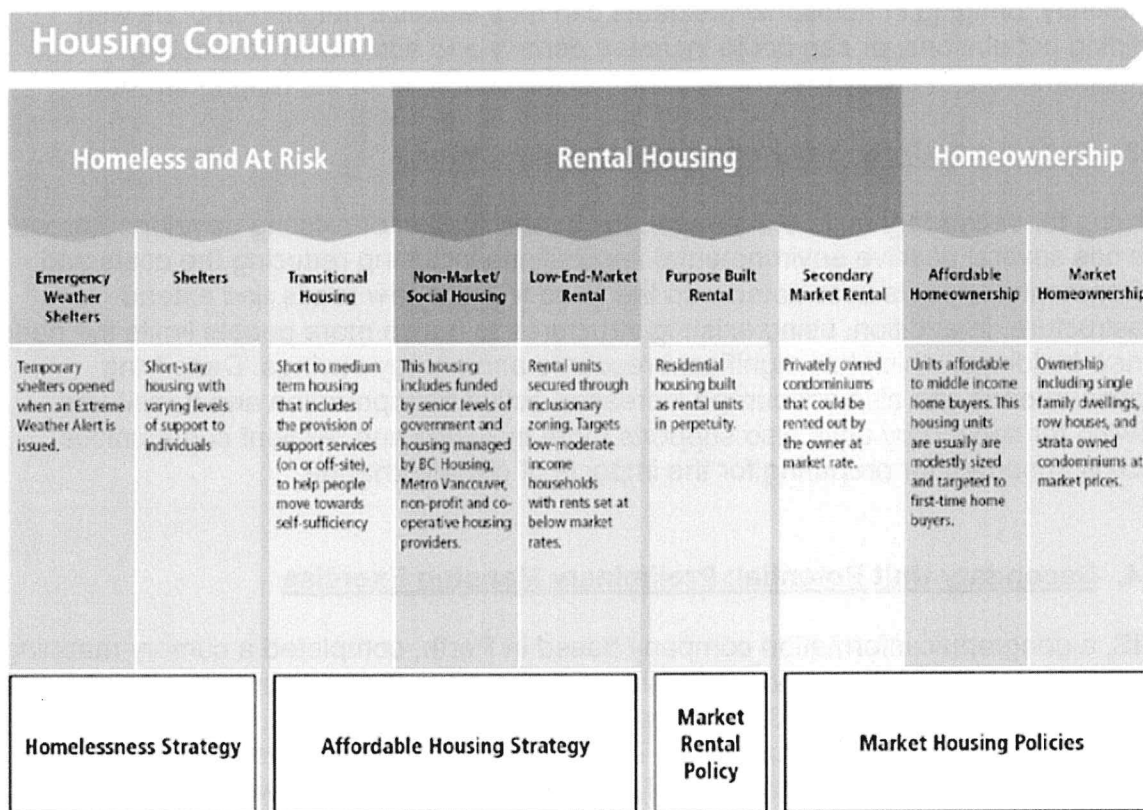 Housing Continuum
Homeless and At Risk
Rental Housing
Homeownership
Emergency
Weather
Shelters
Temporary
shelters opened
when an Extreme
Weather Alert is
issued.
Shelters
Short-stay
housing with
varying levels
of support to
individuals
Transitional
Housing
Short to medium
term housing
that includes
the provision of
support services
(on or off-site),
to help people
move towards
self-sufficiency
Non-Market/
Social Housing
This housing
includes funded
by senior levels of
government and
housing managed
by BC Housing,
Metro Vancouver,
non-profit and co-
operative housing
providers.
Low-End-Market
Rental
Rental units
secured through
inclusionary
zoning. Targets
low-moderate
income
households
with rents set at
below market
rates.
Purpose Built
Rental
Residential
housing built
as rental units
in perpetuity.
Secondary
Market Rental
Privately owned
condominiums
that could be
rented out by
the owner at
market rate.
Affordable
Homeownership
Units affordable
to middle income
home buyers. This
housing units
are usually are
modestly sized
and targeted to
first-time home
buyers.
Market
Homeownership
Ownership
including single
family dwellings,
row houses, and
strata owned
condominiums at
market prices.
Homelessness Strategy
Affordable Housing Strategy
Market
Rental
Policy
Market Housing Policies